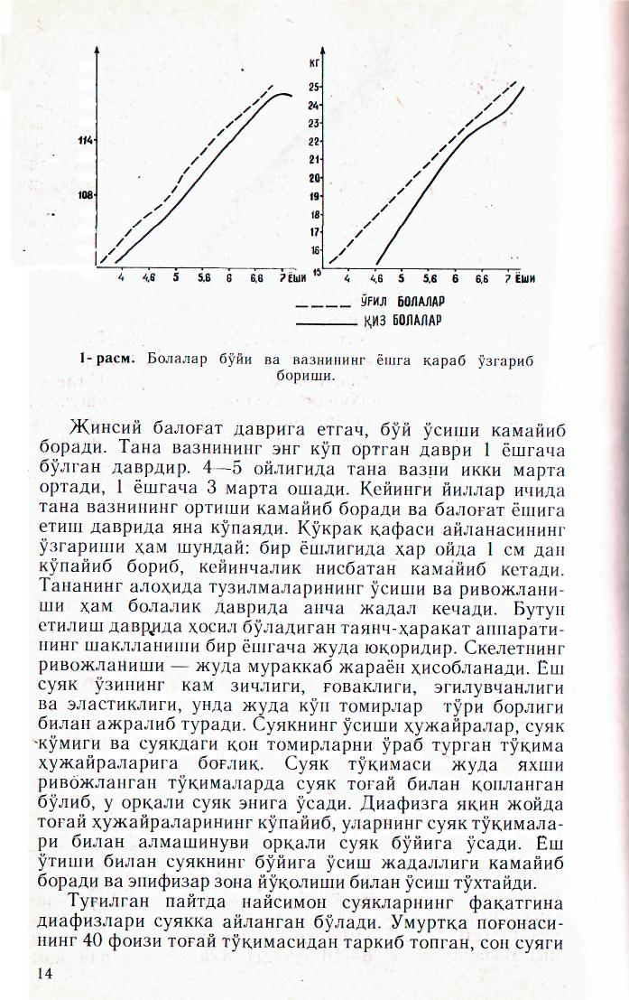 кг
25
24
114
23
22
21
20
108
19
18
17
16
15
4 4,6 5 5,6 6 6,6 7 ЁШИ
4 4,6 5 5,6 6 6,6 7 ЁШИ
ЎҒИЛ БОЛАЛАР
ҚИЗ БОЛАЛАР
1-расм. Болалар бўйи ва вазнининг ёшга қараб ўзгариб
бориши.
Жинсий балоғат даврига етгач, бўй ўсиши камайиб
боради. Тана вазнининг энг кўп ортган даври 1 ёшгача
бўлган даврдир. 4—5 ойлигида тана вазни икки марта
ортади, 1 ёшгача 3 марта ошади. Кейинги йиллар ичида
тана вазнининг ортиши камайиб боради ва балоғат ёшига
етиш даврида яна кўпаяди. Кўкрак қафаси айланасининг
ўзгариши ҳам шундай: бир ёшлигида ҳар ойда 1 см дан
кўпайиб бориб, кейинчалик нисбатан камайиб кетади.
Тананинг алоҳида тузилмаларининг ўсиши ва ривожлани-
ши ҳам болалик даврида анча жадал кечади. Бутун
етилиш даврида ҳосил бўладиган таянч-ҳаракат аппарати-
нинг шаклланиши бир ёшгача жуда юқоридир. Скелетнинг
ривожланиши — жуда мураккаб жараён ҳисобланади. Ёш
суяк ўзининг кам зичлиги, ғоваклиги, эгилувчанлиги
ва эластиклиги, унда жуда кўп томирлар тўри борлиги
билан ажралиб туради. Суякнинг ўсиши ҳужайралар, суяк
кўмиги ва суякдаги қон томирларни ўраб турган тўқима
ҳужайраларига боғлиқ. Суяк тўқимаси жуда яхши
ривожланган тўқималарда суяк тоғай билан қопланган
бўлиб, у орқали суяк энига ўсади. Диафизга яқин жойда
тоғай ҳужайраларининг кўпайиб, уларнинг суяк тўқимала-
ри билан алмашинуви орқали суяк бўйига ўсади. Ёш
ўтиши билан суякнинг бўйига ўсиш жадаллиги камайиб
боради ва эпифизар зона йўқолиши билан ўсиш тўхтайди.
Туғилган пайтда найсимон суякларнинг фақатгина
диафизлари суякка айланган бўлади. Умуртқа поғонаси-
нинг 40 фоизи тоғай тўқимасидан таркиб топган, сон суяги
14